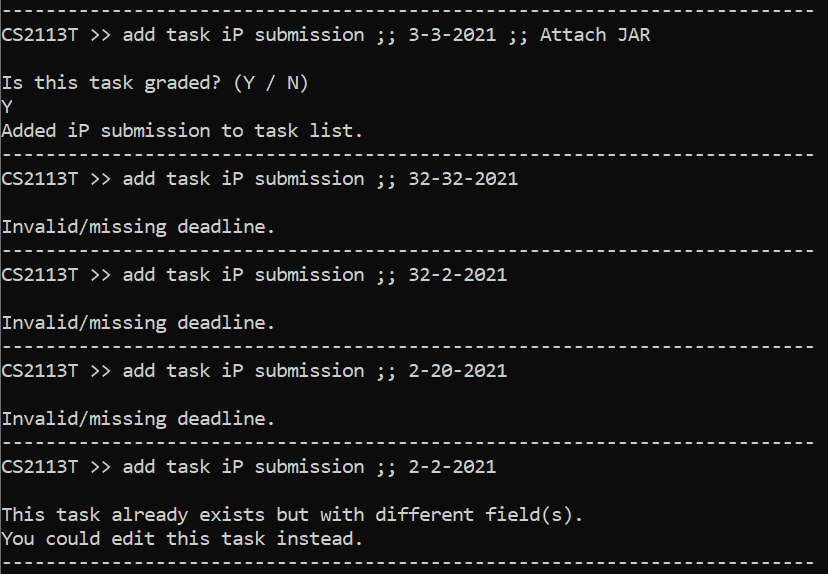 --------------------------------------------------------------------------
CS2113T >> add task iP submission ;; 3-3-2021 ;; Attach JAR
Is this task graded? (Y / N)
Y
Added iP submission to task list.
--------------------------------------------------------------------------
CS2113T >> add task iP submission ;; 32-32-2021
Invalid/missing deadline.
--------------------------------------------------------------------------
CS2113T >> add task iP submission ;; 32-2-2021
Invalid/missing deadline.
--------------------------------------------------------------------------
CS2113T >> add task iP submission ;; 2-20-2021
Invalid/missing deadline.
--------------------------------------------------------------------------
CS2113T >> add task iP submission ;; 2-2-2021
This task already exists but with different field(s).
You could edit this task instead.
--------------------------------------------------------------------------